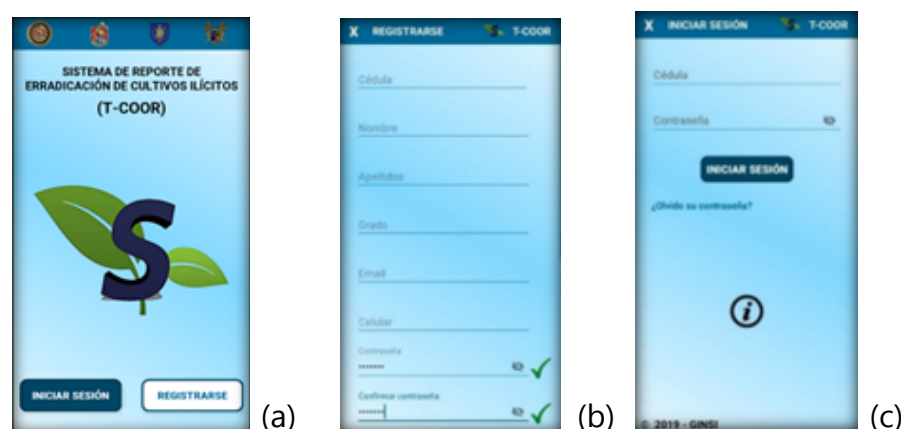 SISTEMA DE REPORTE DE
ERRADICACIÓN DE CULTIVOS ILÍCITOS
(T-COOR)
S
INICIAR SESIÓN
REGISTRARSE
(a)
X REGISTRARSE
T-COOR
Cédula
Nombre
Apellidos
Grado
Email
Celular
Contraseña
•••••••
Confirmar contraseña
•••••••
(b)
X INICIAR SESIÓN
T-COOR
Cédula
Contraseña
INICIAR SESIÓN
¿Olvido su contraseña?
i
© 2019 - GINSI
(c)